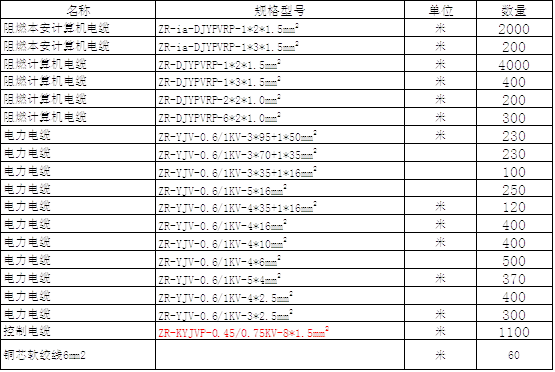 名称 规格型号 单位 数量
阻燃本安计算机电缆 ZR-ia-DJYPVRP-1*2*1.5mm² 米 2000
阻燃本安计算机电缆 ZR-ia-DJYPVRP-1*3*1.5mm² 米 200
阻燃计算机电缆 ZR-DJYPVRP-1*2*1.5mm² 米 4000
阻燃计算机电缆 ZR-DJYPVRP-1*3*1.5mm² 米 400
阻燃计算机电缆 ZR-DJYPVRP-2*2*1.0mm² 米 200
阻燃计算机电缆 ZR-DJYPVRP-6*2*1.0mm² 米 300
电力电缆 ZR-YJV-0.6/1KV-3*95+1*50mm² 米 230
电力电缆 ZR-YJV-0.6/1KV-3*70+1*35mm² 230
电力电缆 ZR-YJV-0.6/1KV-3*35+1*16mm² 100
电力电缆 ZR-YJV-0.6/1KV-5*16mm² 250
电力电缆 ZR-YJV-0.6/1KV-4*35+1*16mm² 米 120
电力电缆 ZR-YJV-0.6/1KV-4*16mm² 米 400
电力电缆 ZR-YJV-0.6/1KV-4*10mm² 米 400
电力电缆 ZR-YJV-0.6/1KV-4*6mm² 500
电力电缆 ZR-YJV-0.6/1KV-5*4mm² 米 370
电力电缆 ZR-YJV-0.6/1KV-4*2.5mm² 400
电力电缆 ZR-YJV-0.6/1KV-3*2.5mm² 米 300
控制电缆 ZR-KYJVP-0.45/0.75KV-8*1.5mm² 米 1100
铜芯软绞线6mm2 米 60